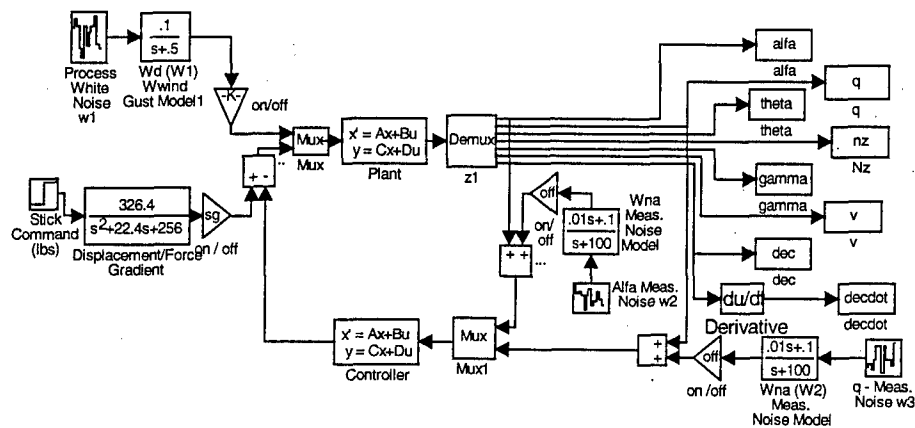 Process
White
Noise
w1
.1
s+.5
Wd (W1)
Wwind
Gust Model1
-K-
on/off
Mux
Mux
+ -
..
x' = Ax+Bu
y = Cx+Du
Plant
Demux
z1
alfa
alfa
q
q
theta
theta
nz
Nz
gamma
gamma
v
v
dec
dec
du/dt
Derivative
decdot
decdot
Stick
Command
(lbs)
326.4
s2+22.4s+256
Displacement/Force
Gradient
sg
on / off
off
on/
off
.01s+.1
s+100
Wna
Meas.
Noise
Model
Alfa Meas.
Noise w2
+ +
...
x' = Ax+Bu
y = Cx+Du
Controller
Mux
Mux1
+
+
off
on /off
.01s+.1
s+100
Wna (W2)
Meas.
Noise Model
q - Meas.
Noise w3